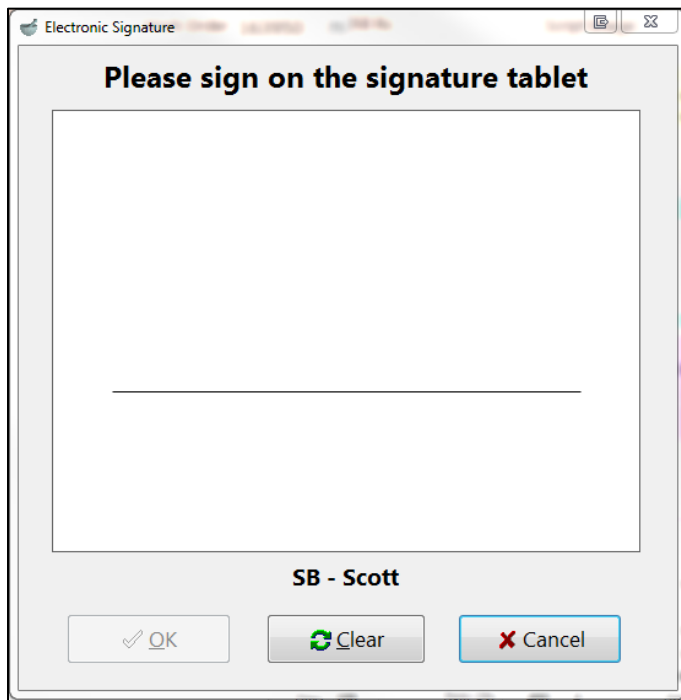 Electronic Signature
Please sign on the signature tablet
SB - Scott
OK
Clear
Cancel